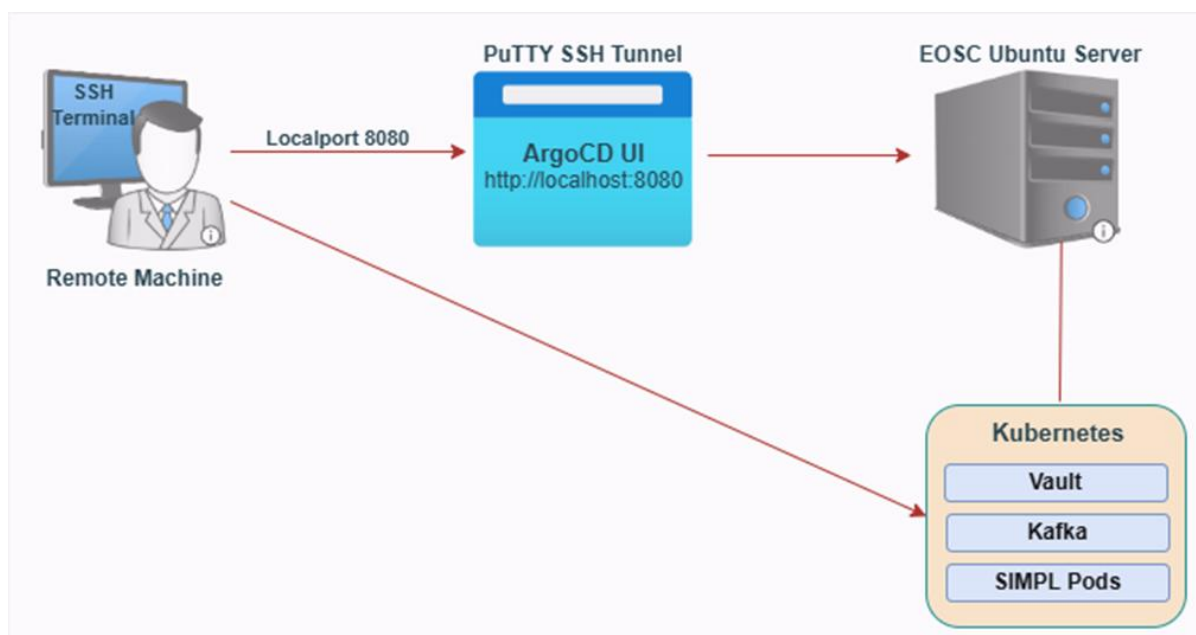 PuTTY SSH Tunnel
EOSC Ubuntu Server
SSH
Terminal
Localport 8080
ArgoCD UI
http://localhost:8080
i
i
Remote Machine
Kubernetes
Vault
Kafka
SIMPL Pods